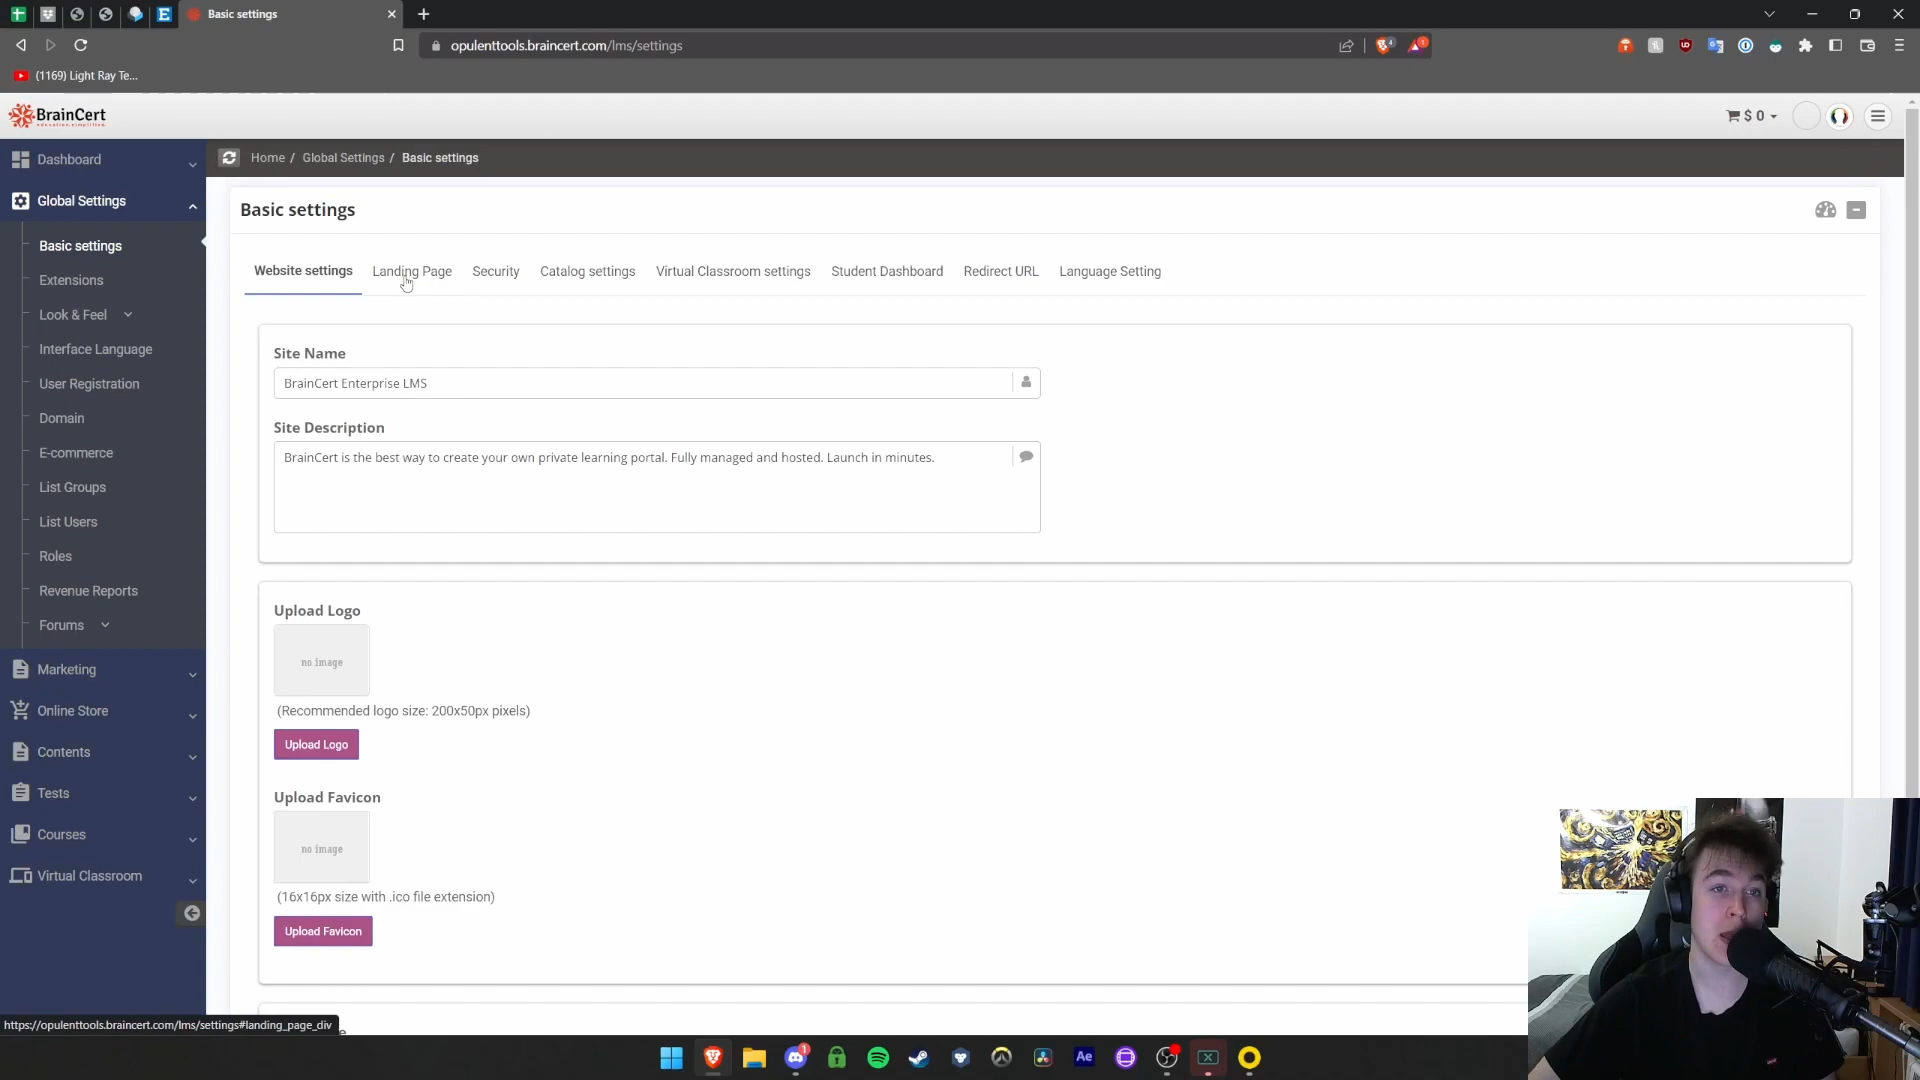 Basic settings
opulenttools.braincert.com/lms/settings
4
1
(1169) Light Ray Te...
BrainCert
education.simplified.
$ 0
Home / Global Settings / Basic settings
Dashboard
Global Settings
Basic settings
Extensions
Look & Feel
Interface Language
User Registration
Domain
E-commerce
List Groups
List Users
Roles
Revenue Reports
Forums
Marketing
Online Store
Contents
Tests
Courses
Virtual Classroom
Basic settings
Website settings
Landing Page
Security
Catalog settings
Virtual Classroom settings
Student Dashboard
Redirect URL
Language Setting
Site Name
BrainCert Enterprise LMS
Site Description
BrainCert is the best way to create your own private learning portal. Fully managed and hosted. Launch in minutes.
Upload Logo
no image
(Recommended logo size: 200x50px pixels)
Upload Logo
Upload Favicon
no image
(16x16px size with .ico file extension)
Upload Favicon
https://opulenttools.braincert.com/lms/settings#landing_page_div
1
Ae